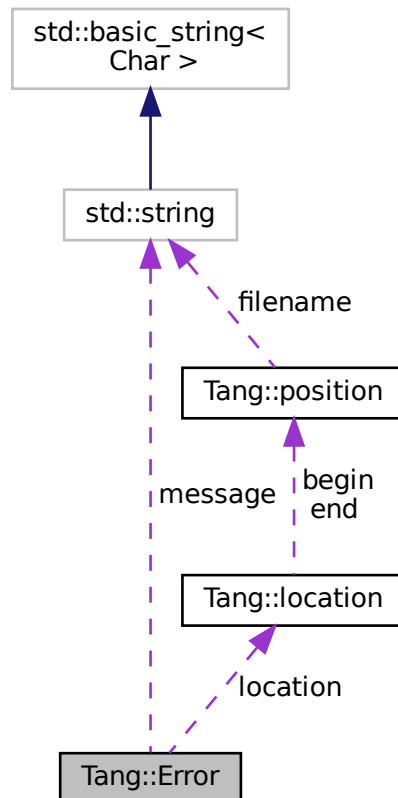 std::basic_string<
Char >
std::string
filename
Tang::position
message
begin
end
Tang::location
location
Tang::Error